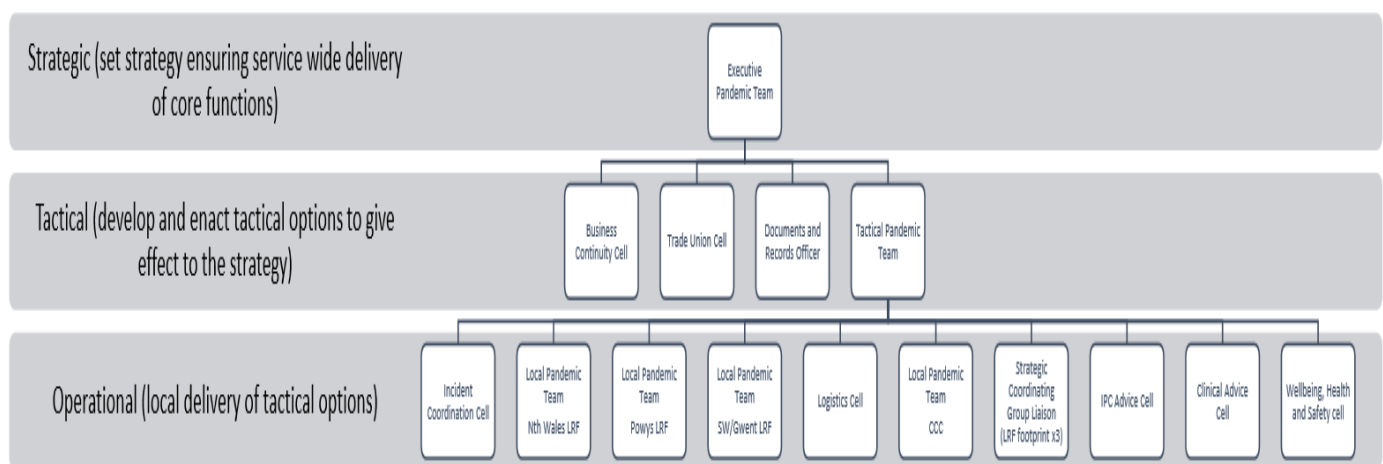 Strategic (set strategy ensuring service wide delivery
of core functions)
Executive
Pandemic Team
Tactical (develop and enact tactical options to give
effect to the strategy)
Business
Continuity Cell
Trade Union Cell
Documents and
Records Officer
Tactical Pandemic
Team
Operational (local delivery of tactical options)
Incident
Coordination Cell
Local Pandemic
Team
Nth Wales LRF
Local Pandemic
Team
Powys LRF
Local Pandemic
Team
SW/Gwent LRF
Logistics Cell
Local Pandemic
Team
CCC
Strategic
Coordinating
Group Liaison
(LRF footprint x3)
IPC Advice Cell
Clinical Advice
Cell
Wellbeing, Health
and Safety cell